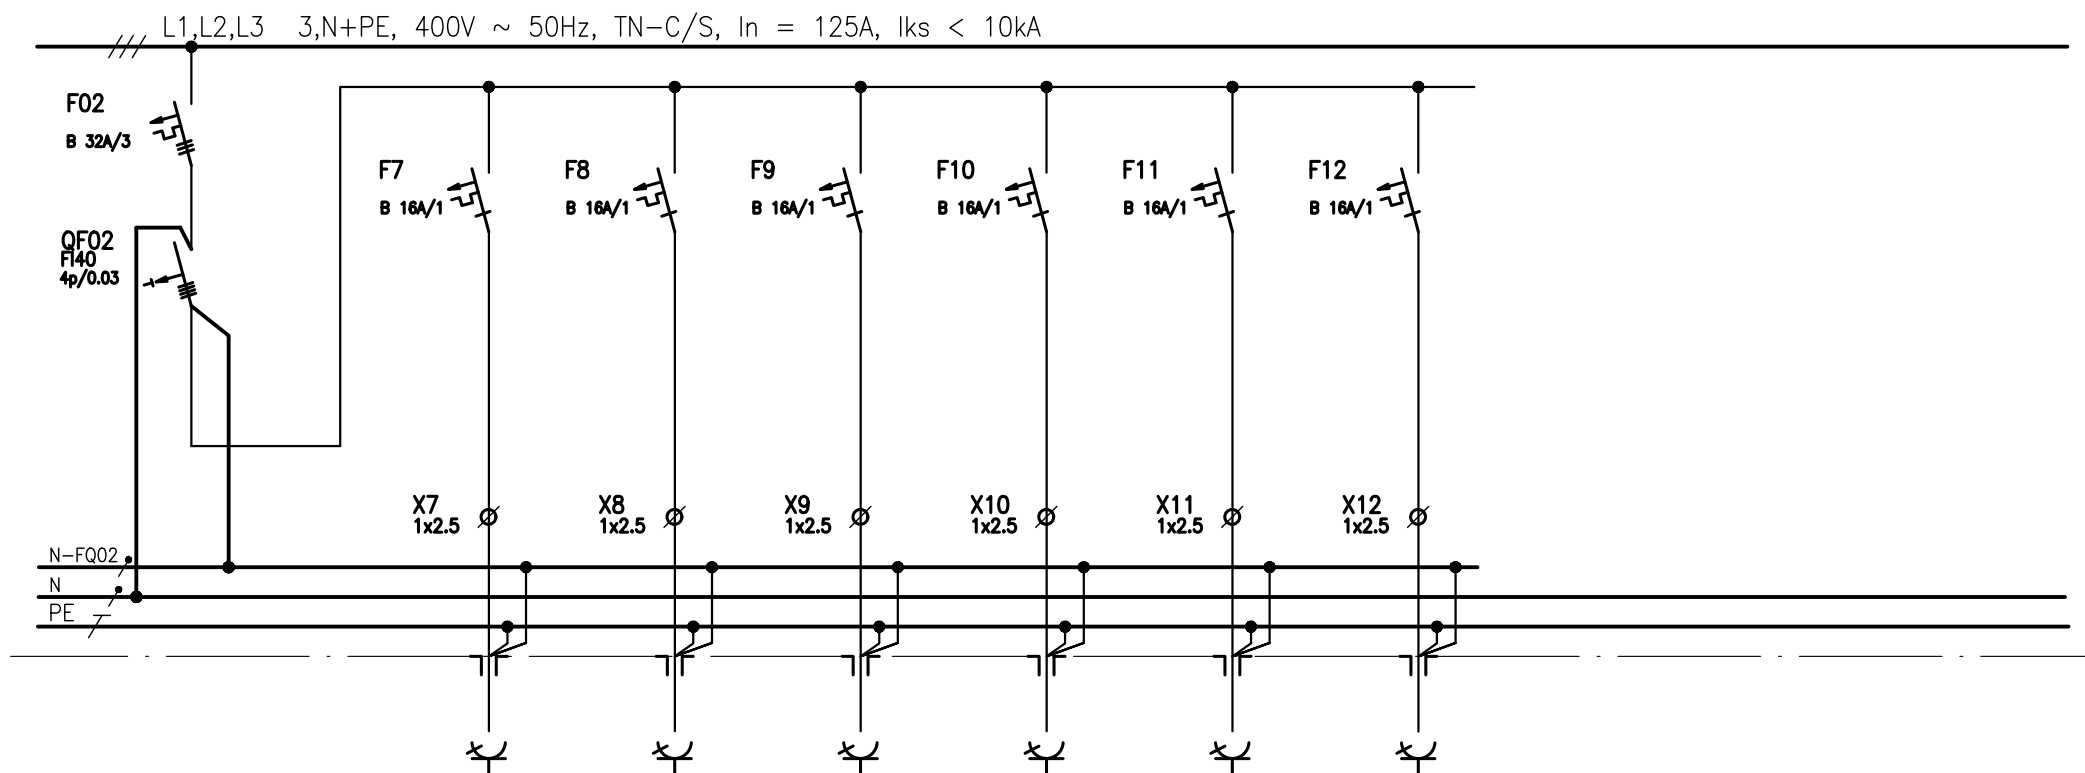 L1,L2,L3 3,N+PE, 400V ~ 50Hz, TN-C/S, In = 125A, Iks < 10kA
F02
B 32A/3
QF02
FI40
4p/0.03
F7
B 16A/1
F8
B 16A/1
F9
B 16A/1
F10
B 16A/1
F11
B 16A/1
F12
B 16A/1
X7
1x2.5
X8
1x2.5
X9
1x2.5
X10
1x2.5
X11
1x2.5
X12
1x2.5
N-FQ02
N
PE